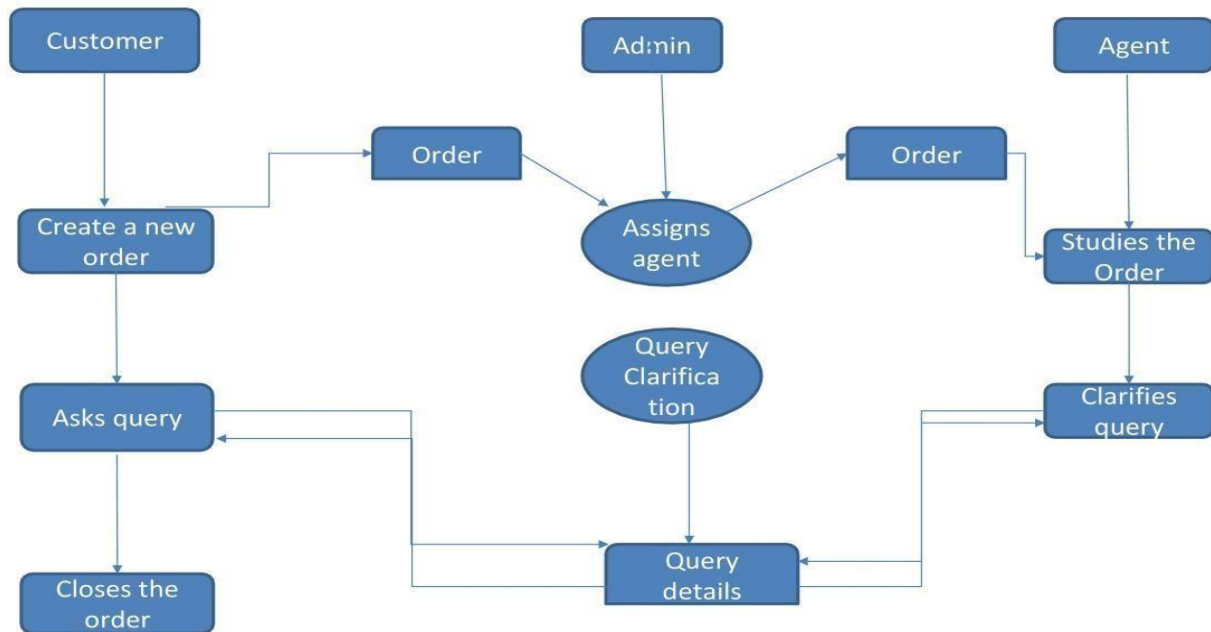 Customer
Admin
Agent
Order
Order
Create a new
order
Assigns
agent
Studies the
Order
Query
Clarifica
tion
Asks query
Clarifies
query
Query
details
Closes the
order